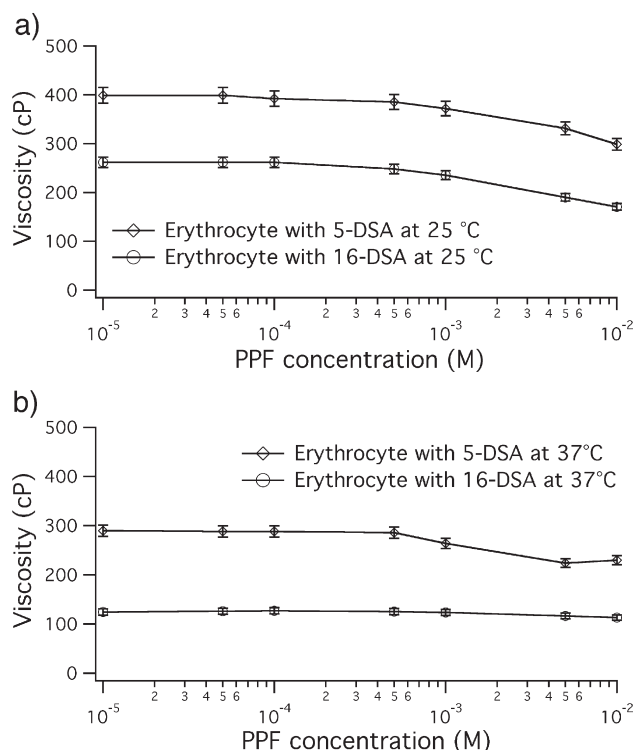 a)
500
400
300
200
100
0
Viscosity (cP)
Erythrocyte with 5-DSA at 25 °C
Erythrocyte with 16-DSA at 25 °C
2 3 4 5 6 2 3 4 5 6 2 3 4 5 6
10⁻⁵ 10⁻⁴ 10⁻³ 10⁻²
PPF concentration (M)
b)
500
400
300
200
100
0
Viscosity (cP)
Erythrocyte with 5-DSA at 37°C
Erythrocyte with 16-DSA at 37°C
2 3 4 5 6 2 3 4 5 6 2 3 4 5 6
10⁻⁵ 10⁻⁴ 10⁻³ 10⁻²
PPF concentration (M)